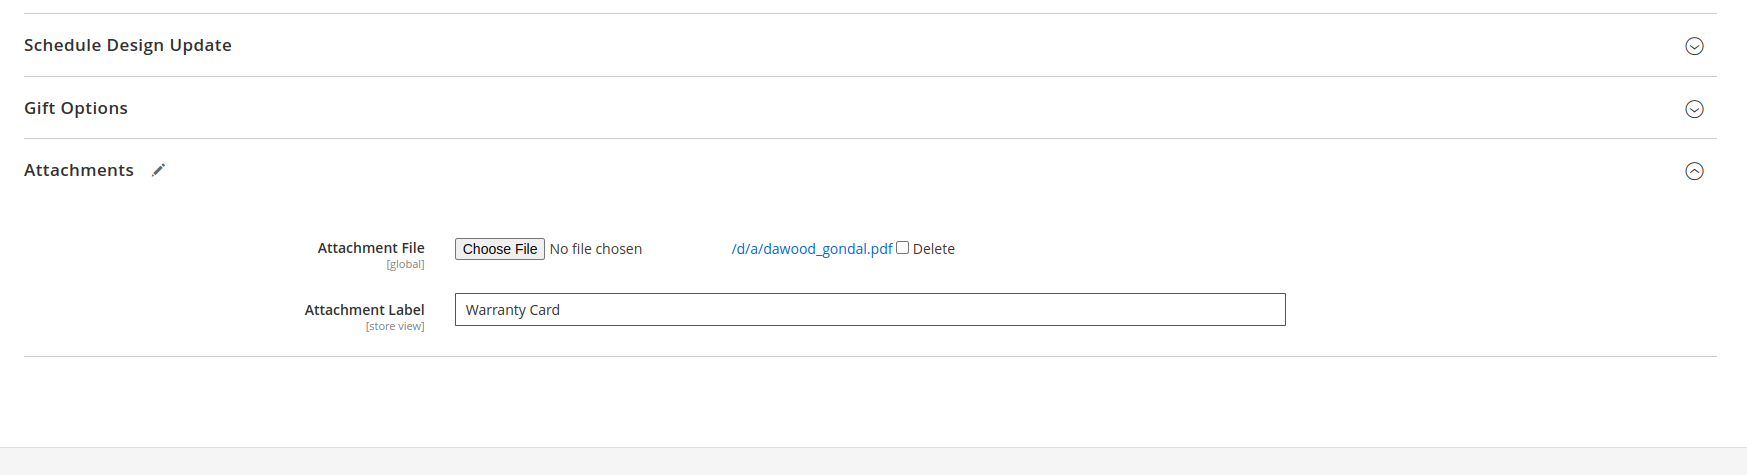 Schedule Design Update
Gift Options
Attachments
Attachment File
[global]
Choose File No file chosen /d/a/dawood_gondal.pdf Delete
Attachment Label
[store view]
Warranty Card